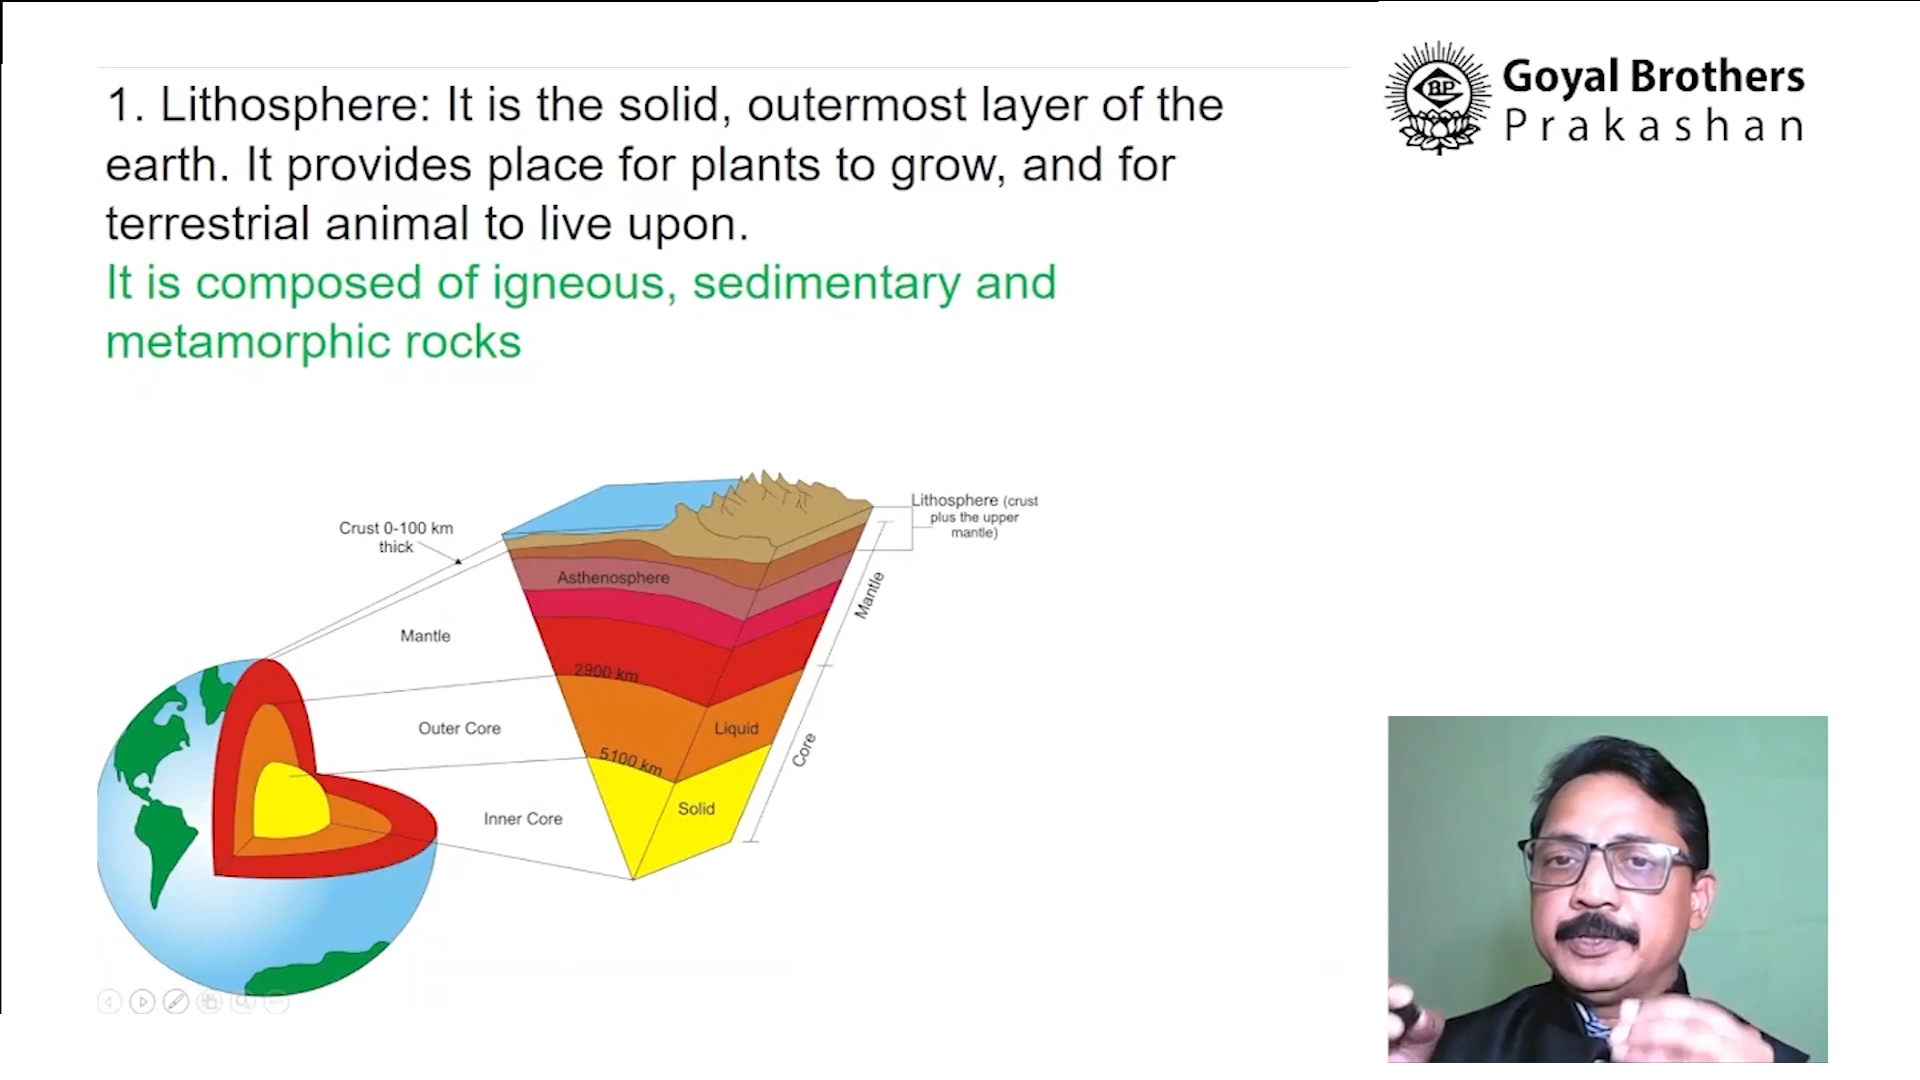 1. Lithosphere: It is the solid, outermost layer of the
earth. It provides place for plants to grow, and for
terrestrial animal to live upon.
It is composed of igneous, sedimentary and
metamorphic rocks
BP
Goyal Brothers
Prakashan
Lithosphere (crust
plus the upper
mantle)
Crust 0-100 km
thick
Asthenosphere
Mantle
Mantle
2900 km
Outer Core
Liquid
Core
5100 km
Inner Core
Solid